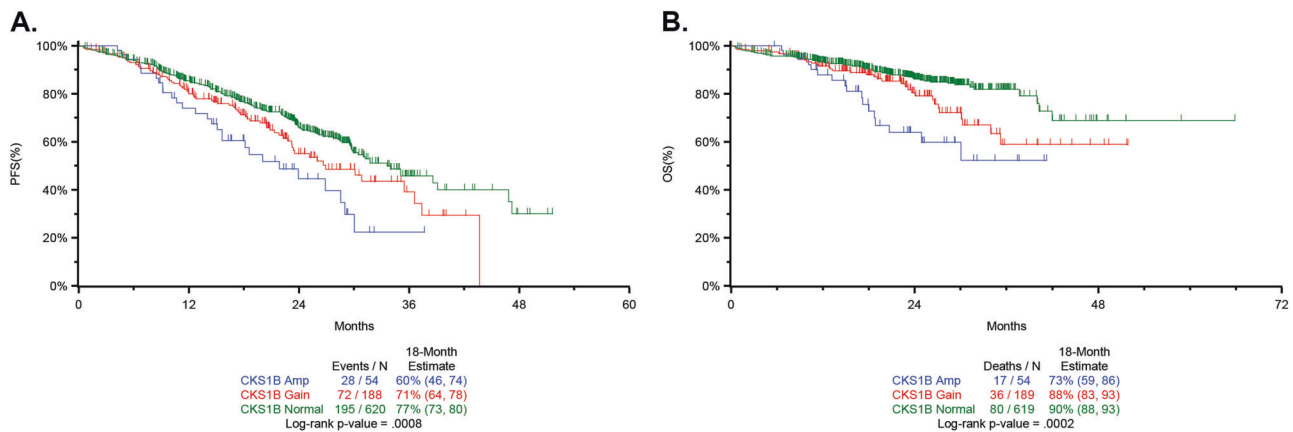 A.
100%
80%
60%
40%
20%
0%
PFS(%)
0 12 24 36 48 60
Months
18-Month
Events / N Estimate
CKS1B Amp 28 / 54 60% (46, 74)
CKS1B Gain 72 / 188 71% (64, 78)
CKS1B Normal 195 / 620 77% (73, 80)
Log-rank p-value = .0008
B.
100%
80%
60%
40%
20%
0%
OS(%)
0 24 48 72
Months
18-Month
Deaths / N Estimate
CKS1B Amp 17 / 54 73% (59, 86)
CKS1B Gain 36 / 189 88% (83, 93)
CKS1B Normal 80 / 619 90% (88, 93)
Log-rank p-value = .0002